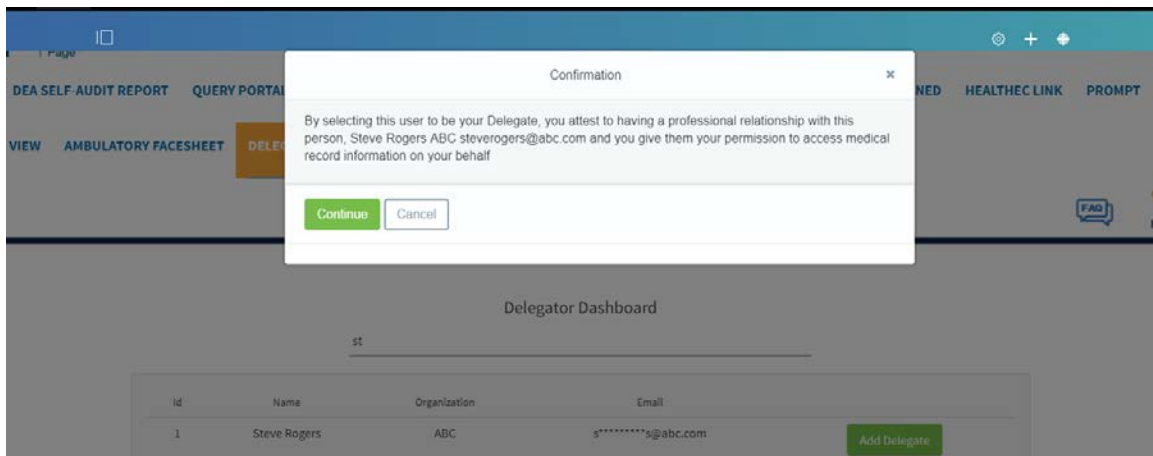 1 Page
Confirmation
DEA SELF-AUDIT REPORT QUERY PORTAL NED HEALTHEC LINK PROMPT
By selecting this user to be your Delegate, you attest to having a professional relationship with this
person, Steve Rogers ABC steverogers@abc.com and you give them your permission to access medical
record information on your behalf
VIEW AMBULATORY FACESHEET DELE
Continue Cancel
FAQ
Delegator Dashboard
st
Id Name Organization Email
1 Steve Rogers ABC s*********s@abc.com Add Delegate